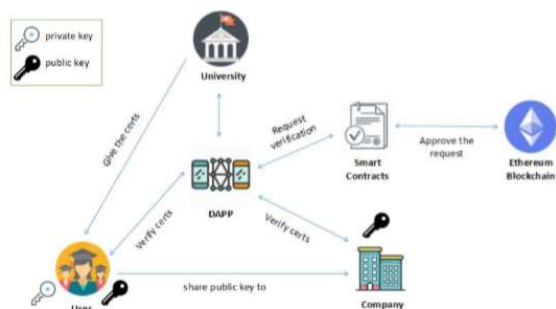 private key
public key
University
Give the certs
Request
verification
Smart
Contracts
Approve the
request
Ethereum
Blockchain
DAPP
Verify certs
Verify certs
User
share public key to
Company